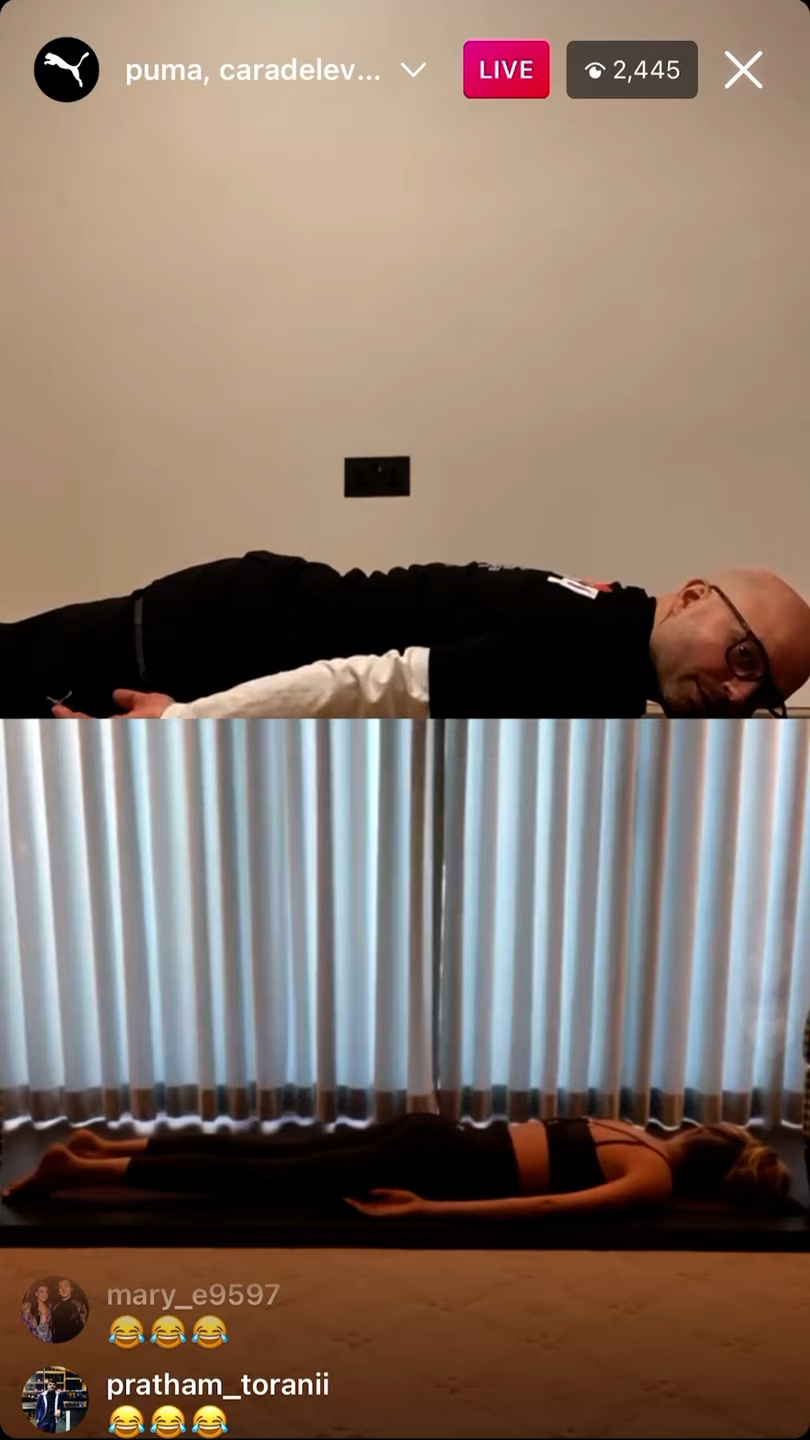 puma, caradelev...
LIVE
2,445
mary_e9597
😂😂😂
pratham_toranii
😂😂😂